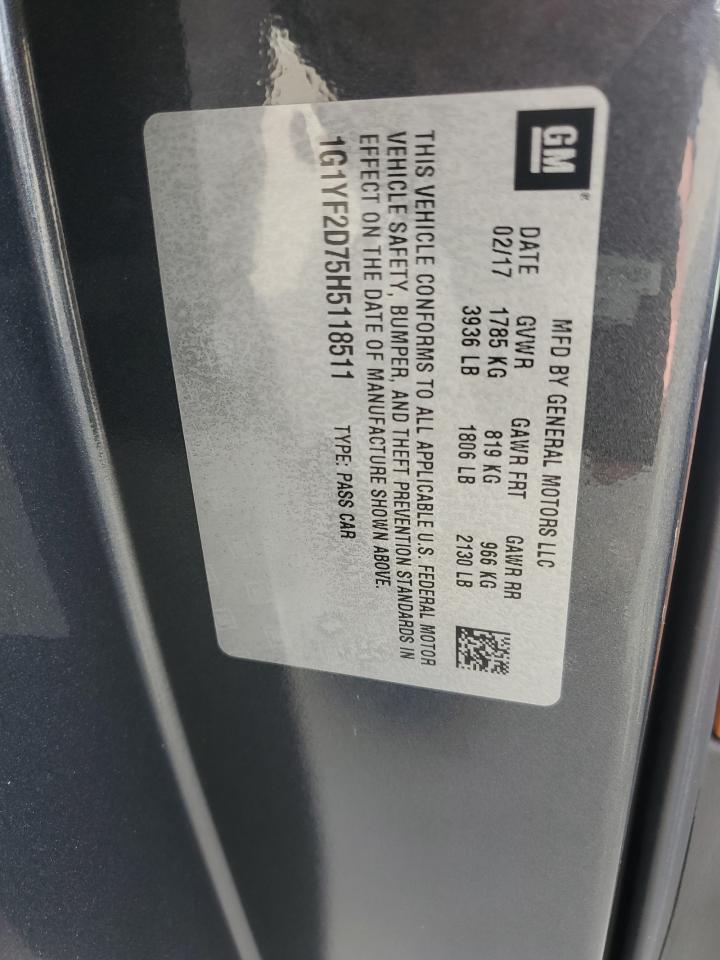 GM®
MFD BY GENERAL MOTORS LLC
DATE GVWR GAWR FRT GAWR RR
02/17 1785 KG 819 KG 966 KG
3936 LB 1806 LB 2130 LB
THIS VEHICLE CONFORMS TO ALL APPLICABLE U.S. FEDERAL MOTOR
VEHICLE SAFETY, BUMPER, AND THEFT PREVENTION STANDARDS IN
EFFECT ON THE DATE OF MANUFACTURE SHOWN ABOVE.
1G1YF2D75H5118511 TYPE: PASS CAR